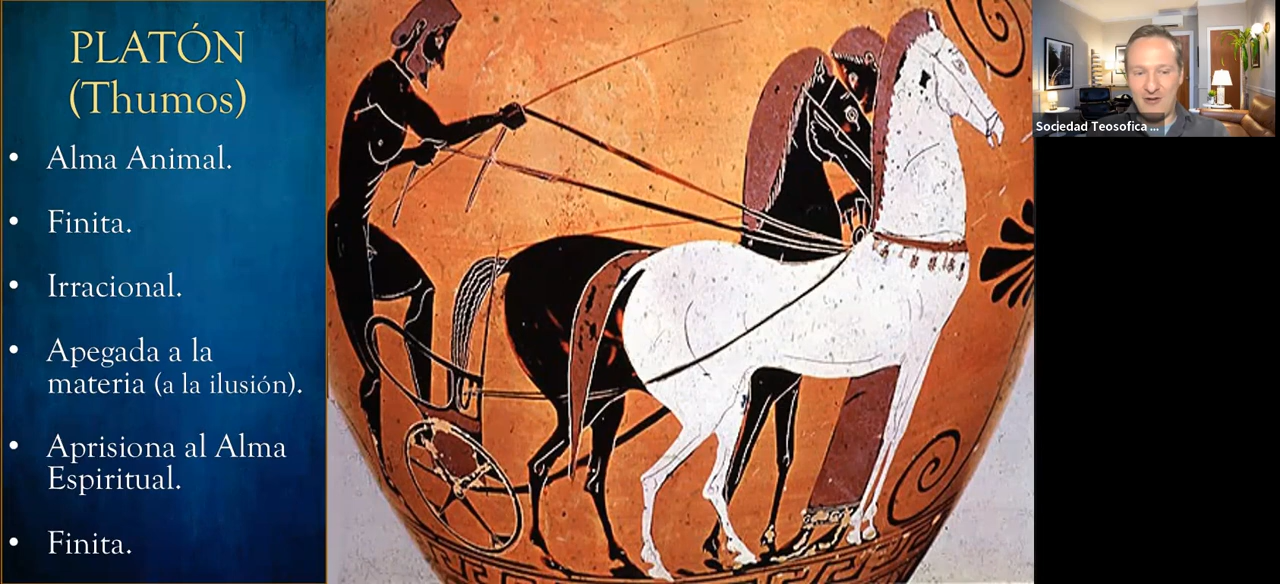 PLATÓN
(Thumos)
• Alma Animal.
• Finita.
• Irracional.
• Apegada a la
materia (a la ilusión).
• Aprisiona al Alma
Espiritual.
• Finita.
Sociedad Teosofica ...